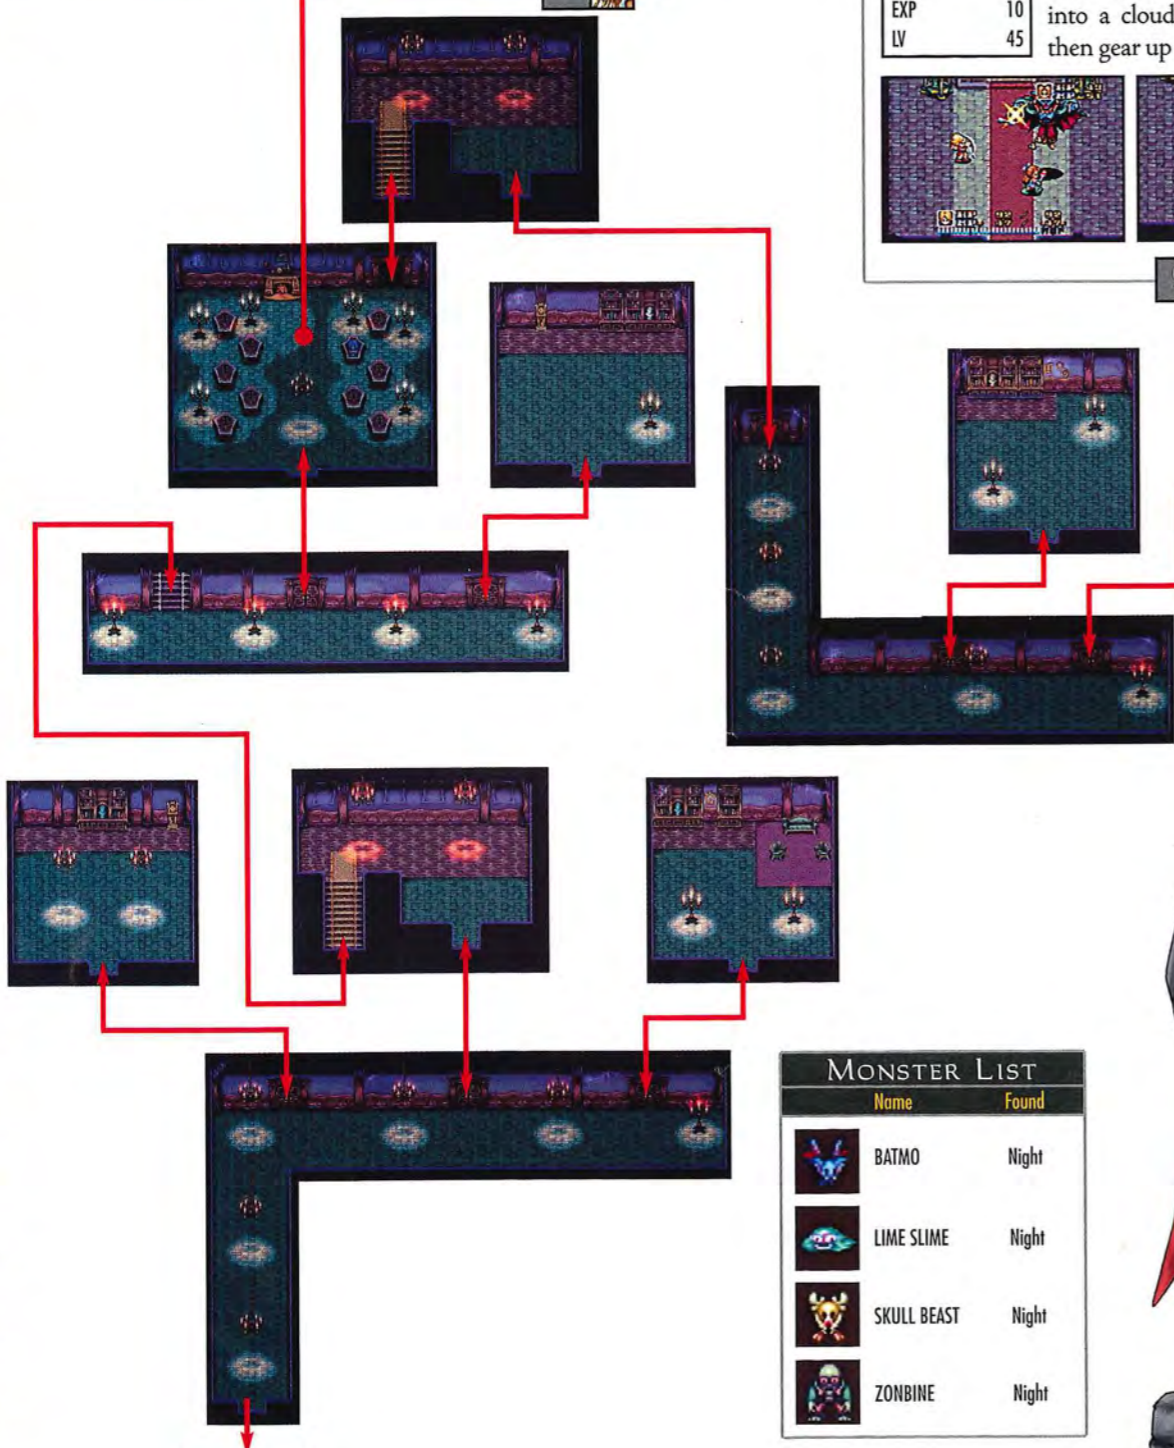 EXP 10
LV 45
into a cloud
then gear up
MONSTER LIST
Name Found
BATMO Night
LIME SLIME Night
SKULL BEAST Night
ZONBINE Night